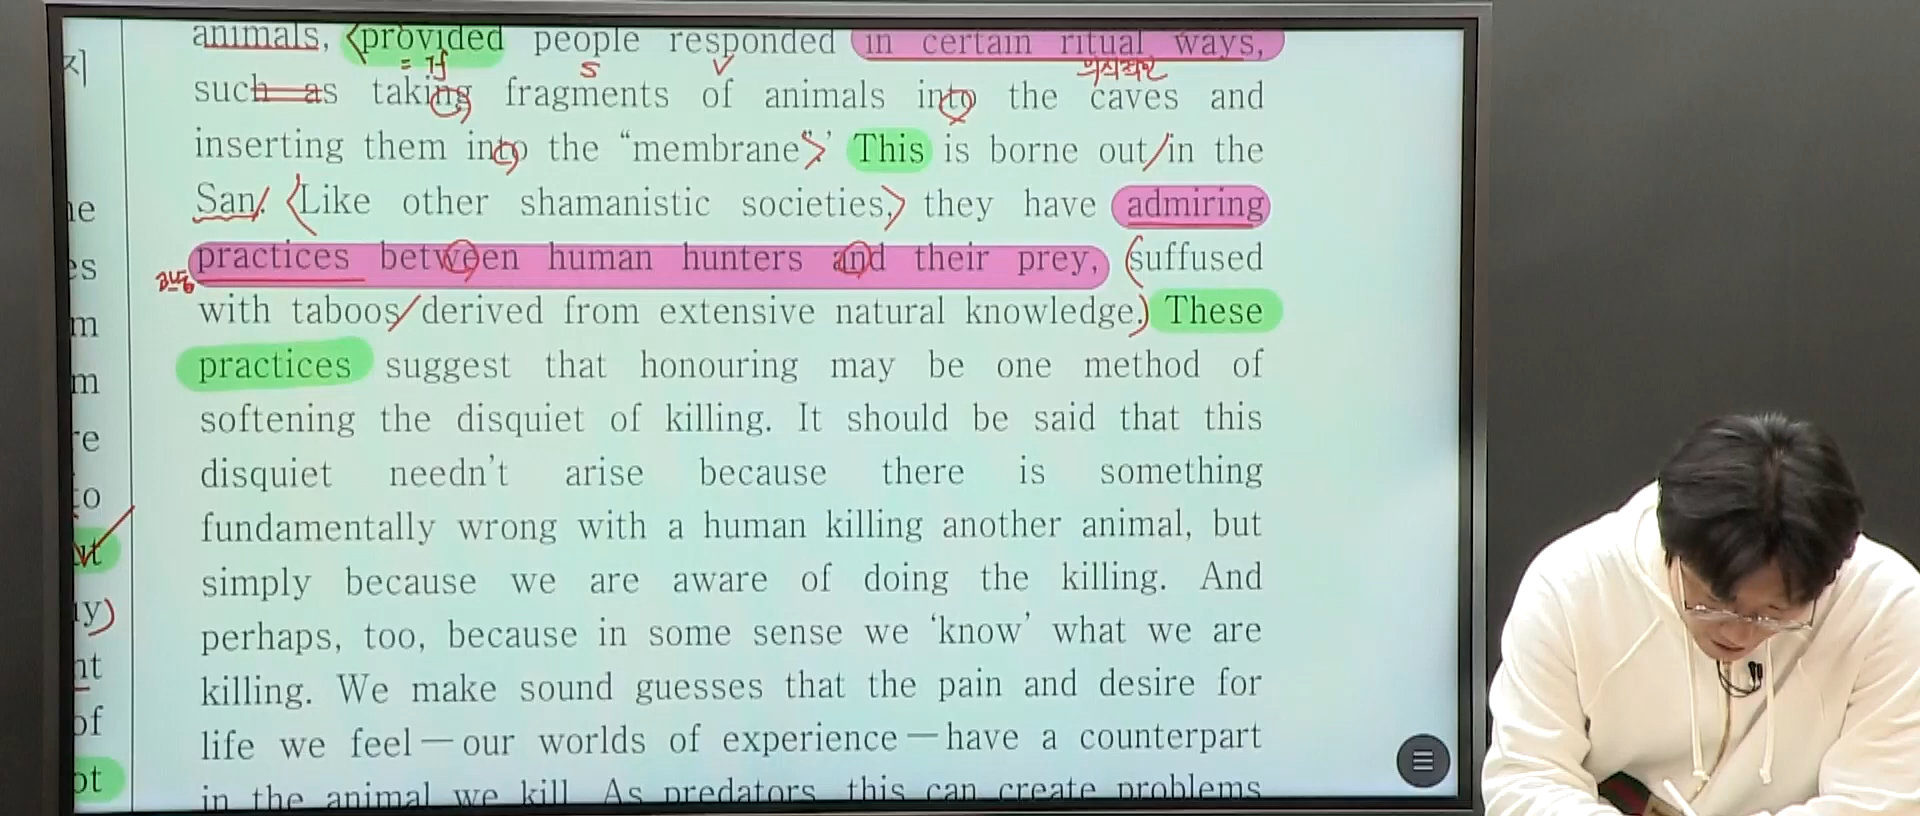 animals, provided people responded in certain ritual ways,
= if
S
V
의식적인
such as taking fragments of animals into the caves and
inserting them into the “membrane”.’ This is borne out in the
San. Like other shamanistic societies, they have admiring
practices between human hunters and their prey, suffused
with taboos derived from extensive natural knowledge. These
practices suggest that honouring may be one method of
softening the disquiet of killing. It should be said that this
disquiet needn’t arise because there is something
fundamentally wrong with a human killing another animal, but
simply because we are aware of doing the killing. And
perhaps, too, because in some sense we ‘know’ what we are
killing. We make sound guesses that the pain and desire for
life we feel — our worlds of experience — have a counterpart
in the animal we kill. As predators, this can create problems